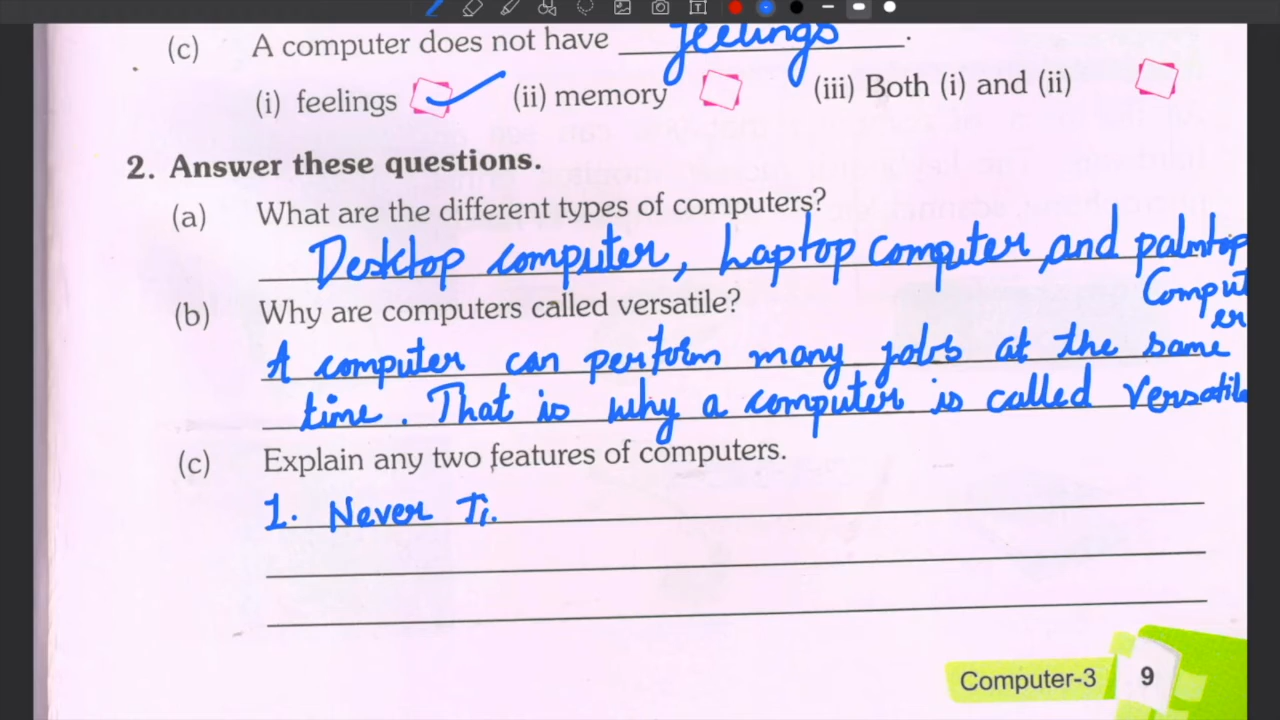 (c) A computer does not have feelings.
(i) feelings (ii) memory (iii) Both (i) and (ii)
2. Answer these questions.
(a) What are the different types of computers?
Desktop computer, Laptop computer, and palmtop
Comput
er
(b) Why are computers called versatile?
A computer can perform many jobs at the same
time. That is why a computer is called versatile
(c) Explain any two features of computers.
1. Never Ti.
Computer-3 9